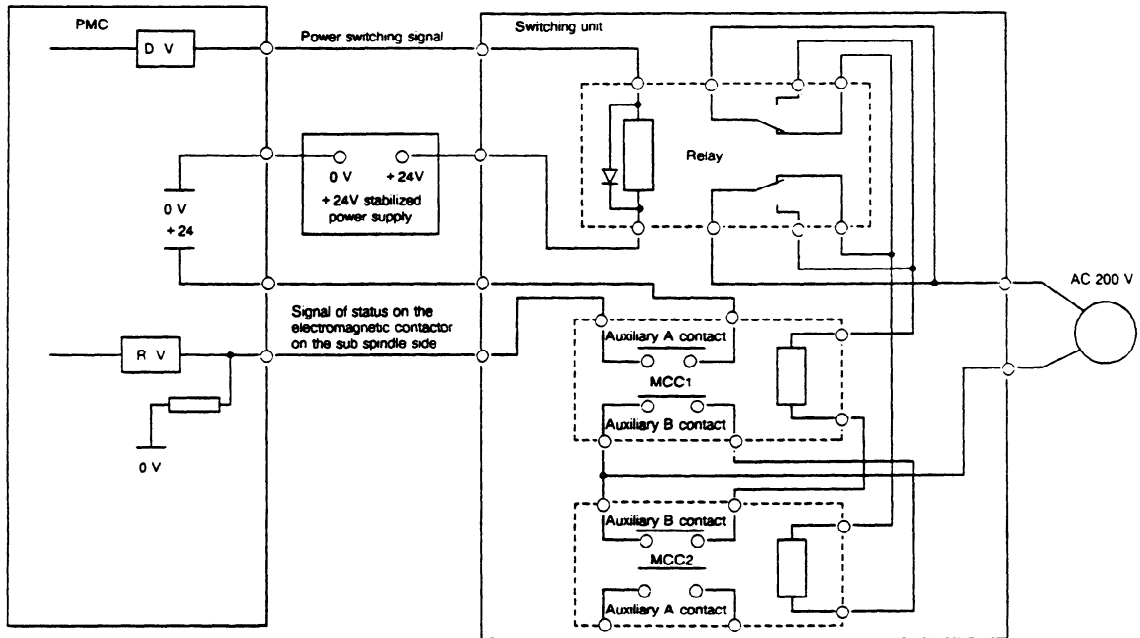 PMC
D V
Power switching signal
Switching unit
0 V
+24V
+24V stabilized
power supply
0 V
+24
Relay
AC 200 V
Signal of status on the
electromagnetic contactor
on the sub spindle side
R V
0 V
Auxiliary A contact
MCC1
Auxiliary B contact
Auxiliary B contact
MCC2
Auxiliary A contact